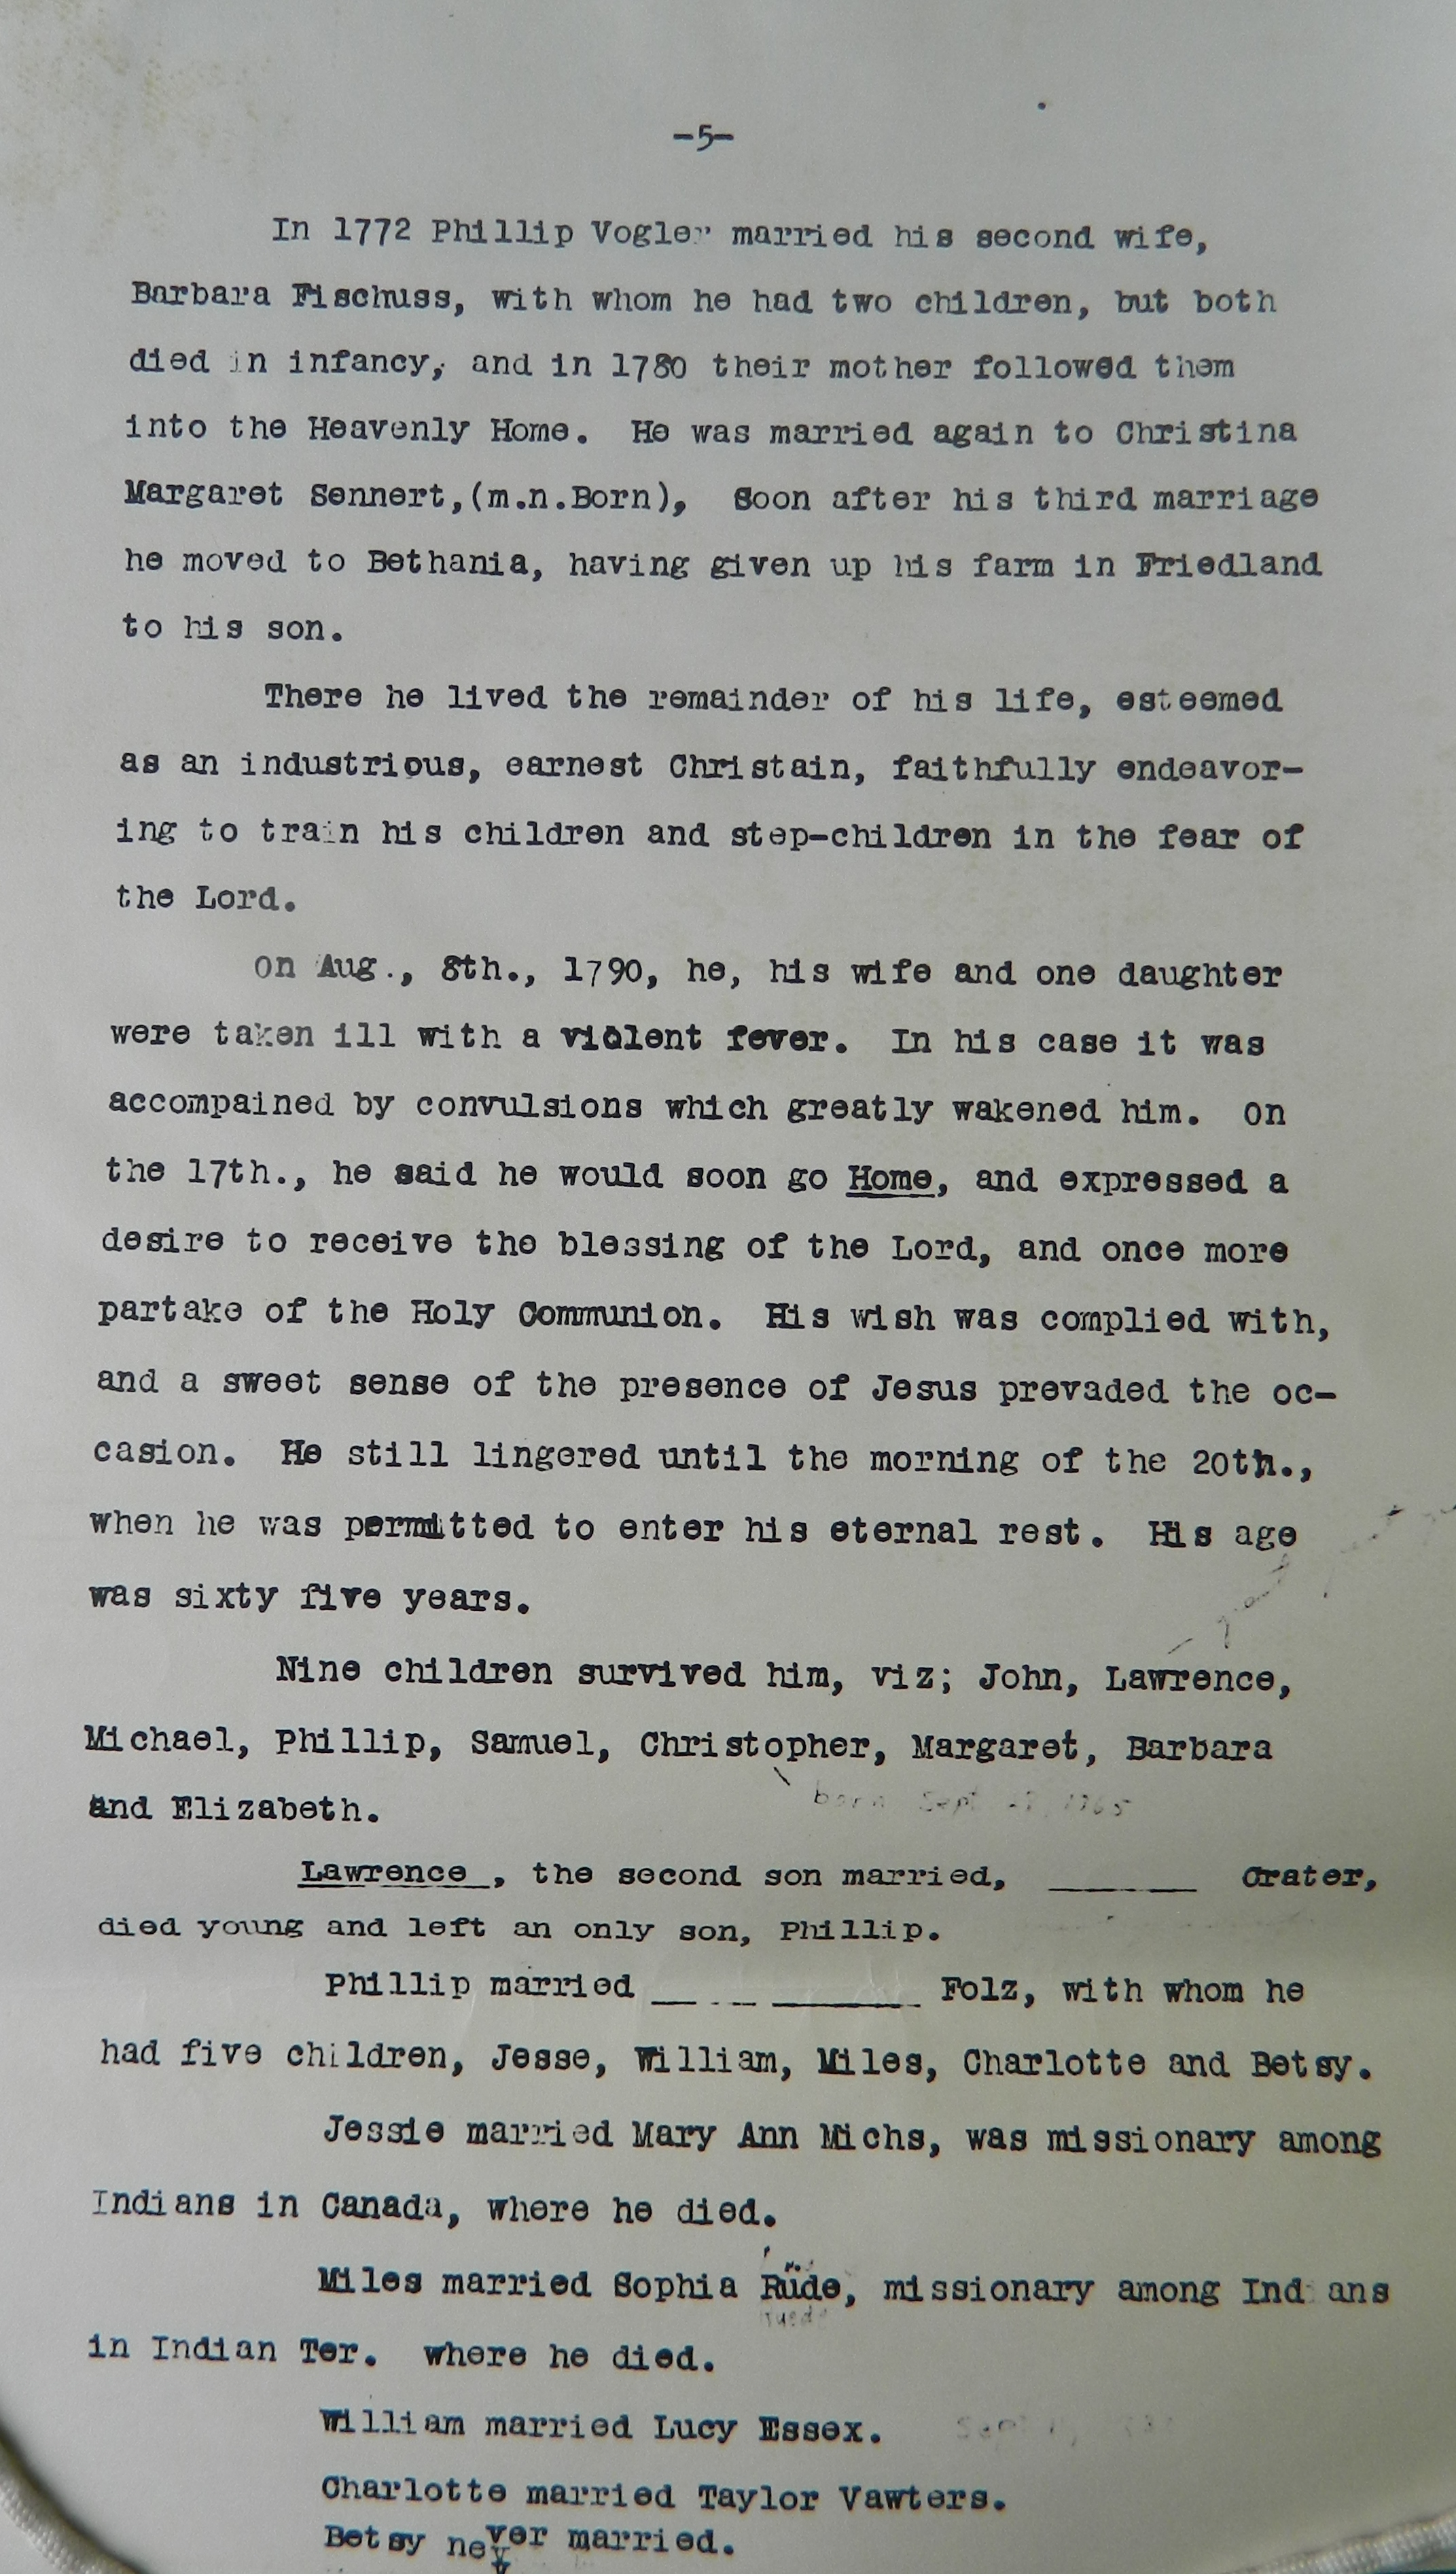 -5-
In 1772 Phillip Vogler married his second wife,
Barbara Fischuss, with whom he had two children, but both
died in infancy, and in 1780 their mother followed them
into the Heavenly Home. He was married again to Christina
Margaret Sennert,(m.n.Born), Soon after his third marriage
he moved to Bethania, having given up his farm in Friedland
to his son.
There he lived the remainder of his life, esteemed
as an industrious, earnest Christain, faithfully endeavor-
ing to train his children and step-children in the fear of
the Lord.
On Aug., 8th., 1790, he, his wife and one daughter
were taken ill with a violent fever. In his case it was
accompained by convulsions which greatly wakened him. On
the 17th., he said he would soon go Home, and expressed a
desire to receive the blessing of the Lord, and once more
partake of the Holy Communion. His wish was complied with,
and a sweet sense of the presence of Jesus prevaded the oc-
casion. He still lingered until the morning of the 20th.,
when he was permitted to enter his eternal rest. His age
was sixty five years.
Nine children survived him, viz; John, Lawrence,
Michael, Phillip, Samuel, Christopher, Margaret, Barbara
and Elizabeth.
born Sept 1765
Lawrence , the second son married, ______ Grater,
died young and left an only son, Phillip.
Phillip married __ _._ ______ Folz, with whom he
had five children, Jesse, William, Miles, Charlotte and Betsy.
Jessie married Mary Ann Michs, was missionary among
Indians in Canada, where he died.
Miles married Sophia Rüde, missionary among Indians
in Indian Ter. where he died.
William married Lucy Essex.
Sept
Charlotte married Taylor Vawters.
Betsy never married.